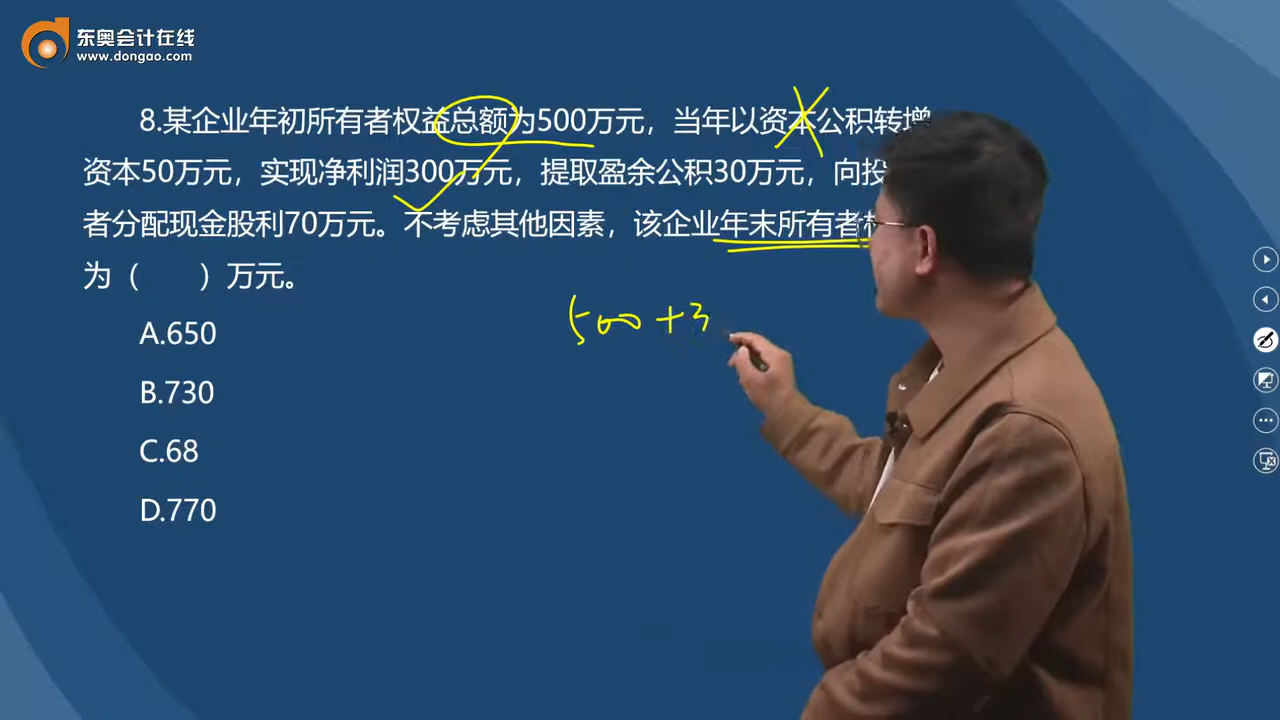 东奥会计在线
www.dongao.com
8.某企业年初所有者权益总额为500万元，当年以资本公积转增
资本50万元，实现净利润300万元，提取盈余公积30万元，向投
者分配现金股利70万元。不考虑其他因素，该企业年末所有者
为（  ）万元。
500+3
A.650
B.730
C.68
D.770